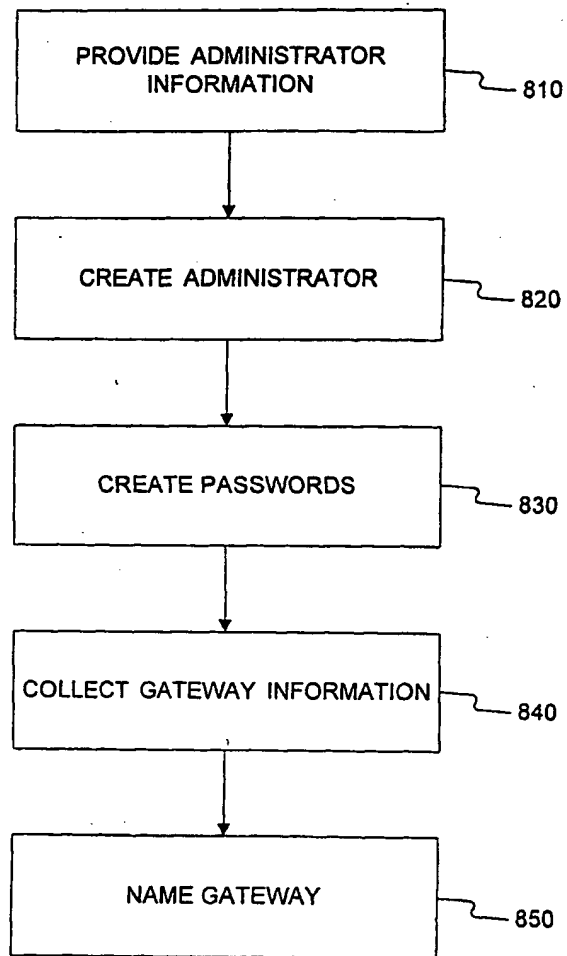 PROVIDE ADMINISTRATOR
INFORMATION
810
CREATE ADMINISTRATOR
820
CREATE PASSWORDS
830
COLLECT GATEWAY INFORMATION
840
NAME GATEWAY
850